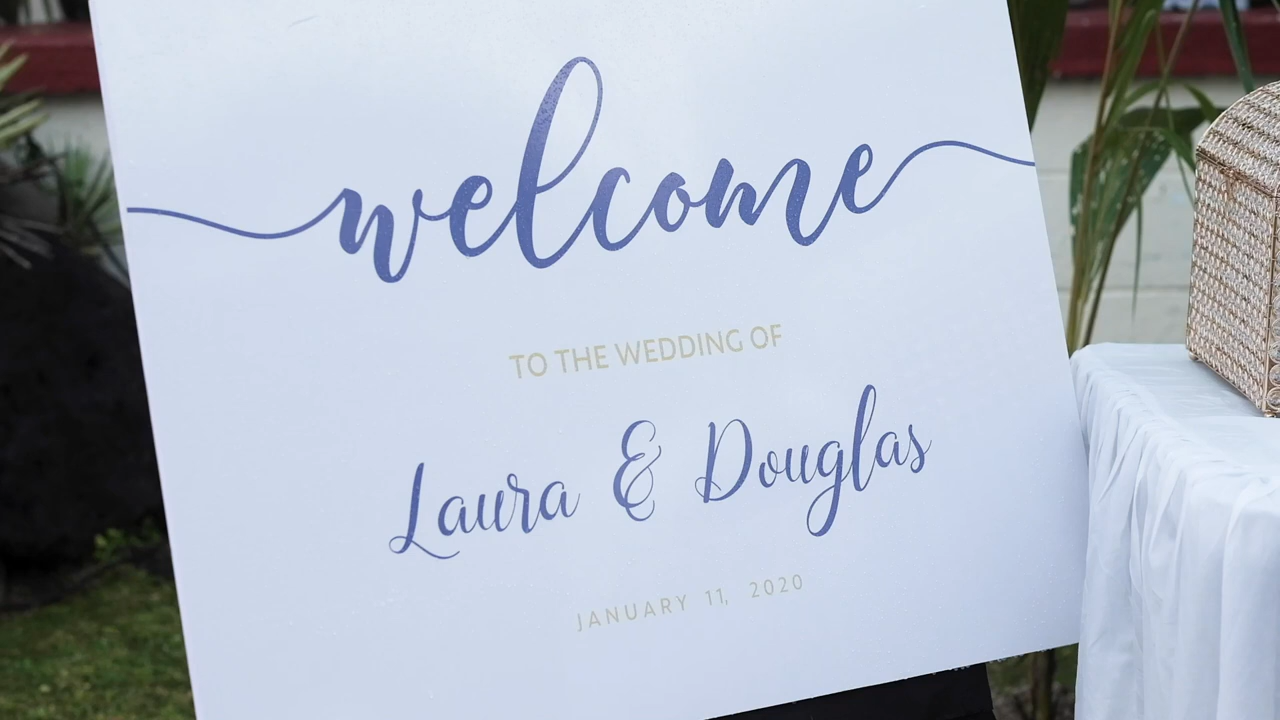 welcome
TO THE WEDDING OF
Laura & Douglas
JANUARY 11, 2020